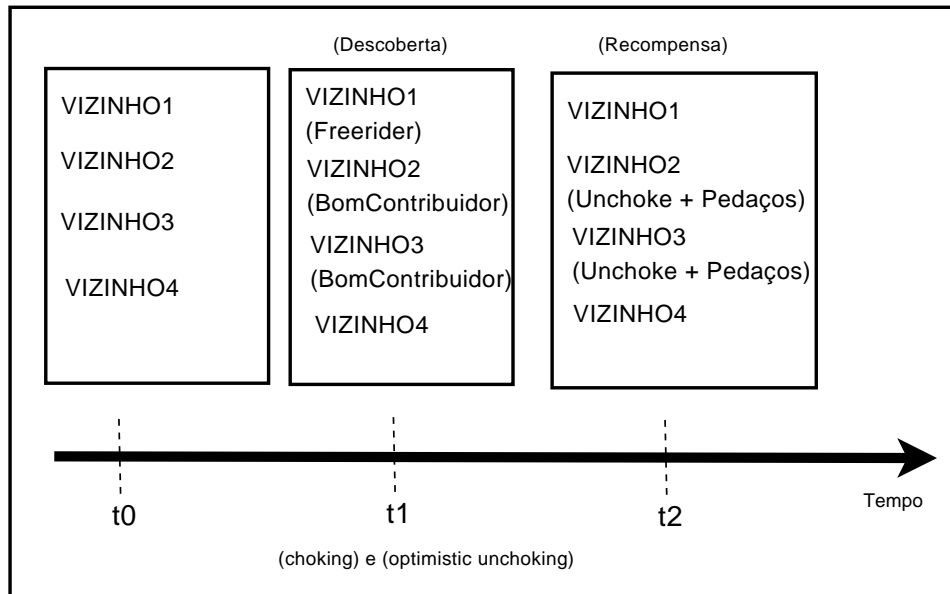 (Descoberta)
(Recompensa)
VIZINHO1
VIZINHO2
VIZINHO3
VIZINHO4
VIZINHO1
(Freerider)
VIZINHO2
(BomContribuidor)
VIZINHO3
(BomContribuidor)
VIZINHO4
VIZINHO1
VIZINHO2
(Unchoke + Pedaços)
VIZINHO3
(Unchoke + Pedaços)
VIZINHO4
t0
t1
t2
Tempo
(choking) e (optimistic unchoking)